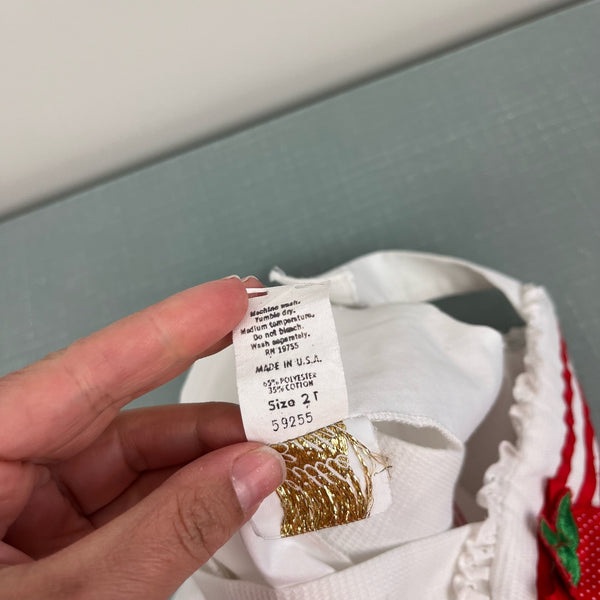 Machine wash.
Tumble dry.
Medium temperature.
Do not bleach.
Wash separately.
RN 19755
MADE IN U.S.A.
65% POLYESTER
35% COTTON
Size 2T
59255